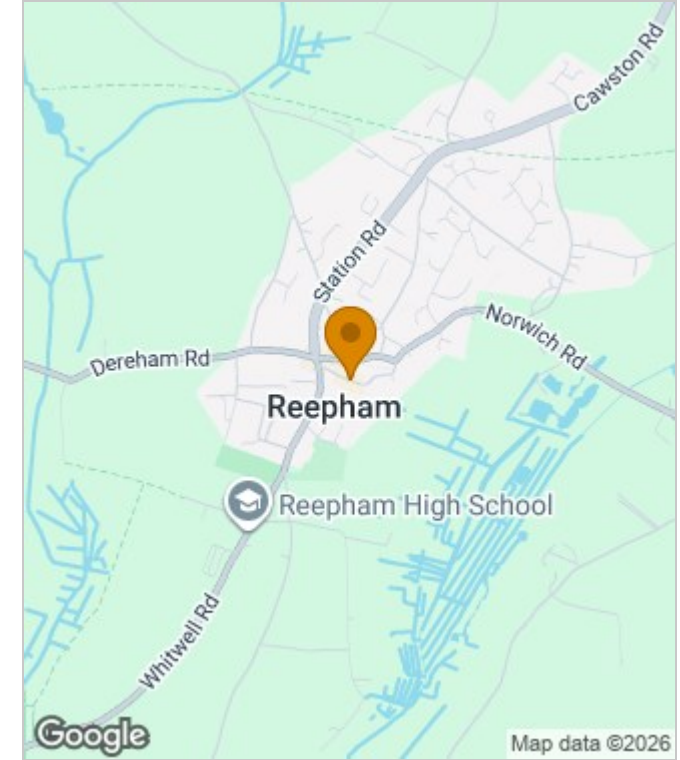 Cawston Rd
Station Rd
Norwich Rd
Dereham Rd
Reepham
Reepham High School
Whitwell Rd
Google
Map data ©2026